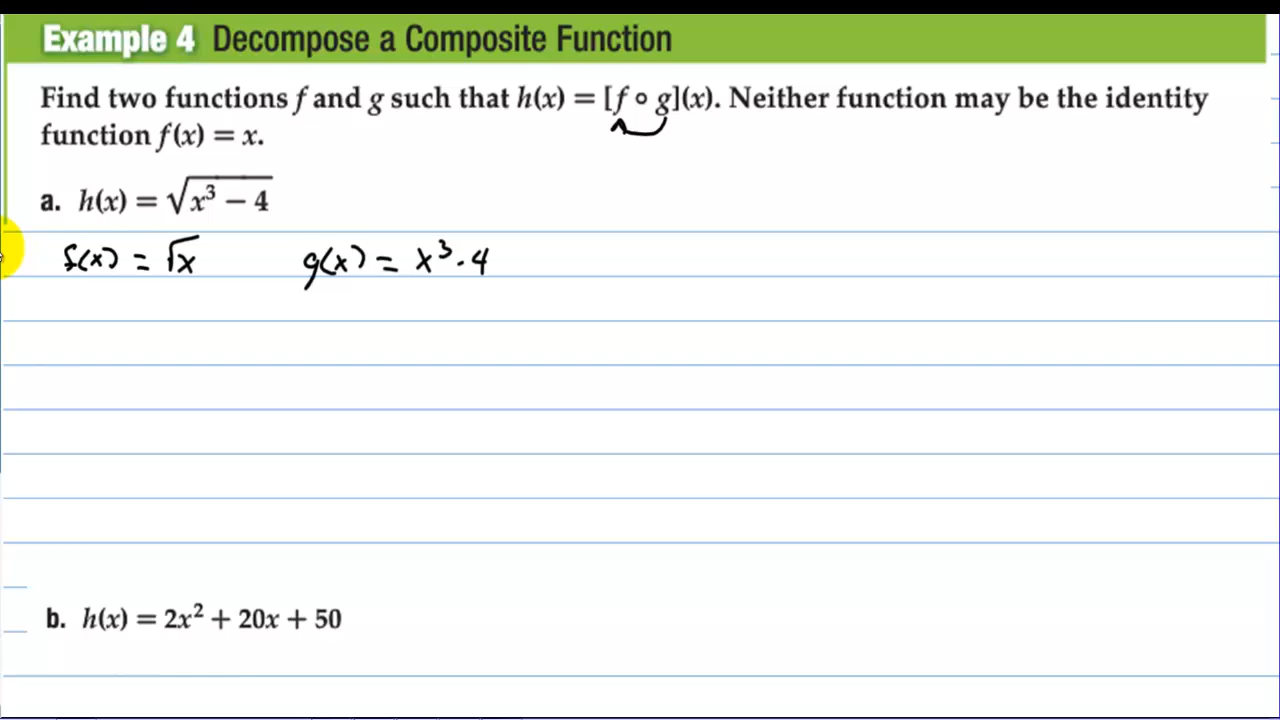 Example 4 Decompose a Composite Function
Find two functions f and g such that h(x) = [f ∘ g](x). Neither function may be the identity
function f(x) = x.
a. h(x) = √(x³ − 4)
f(x) = √x g(x) = x³ - 4
b. h(x) = 2x² + 20x + 50